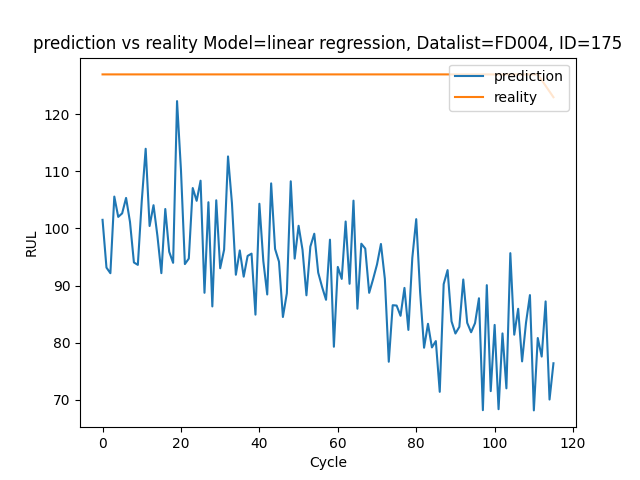 prediction vs reality Model=linear regression, Datalist=FD004, ID=175
prediction
reality
120
110
100
90
80
70
RUL
0 20 40 60 80 100 120
Cycle